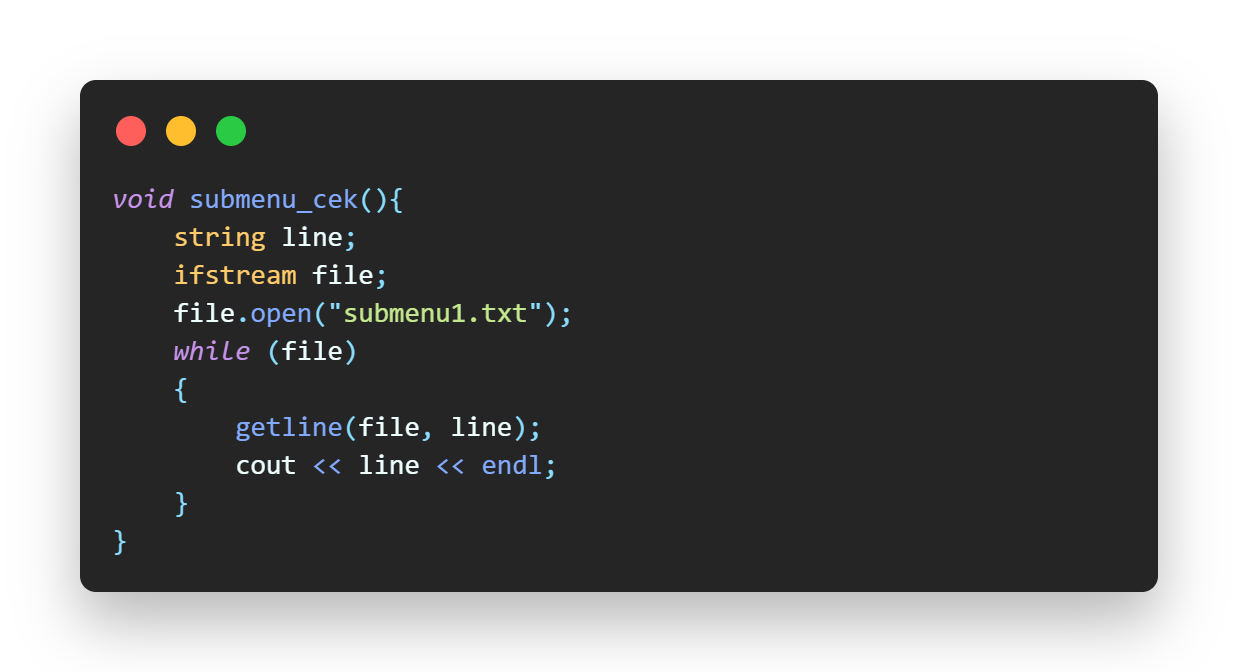 void submenu_cek(){
    string line;
    ifstream file;
    file.open("submenu1.txt");
    while (file)
    {
        getline(file, line);
        cout << line << endl;
    }
}